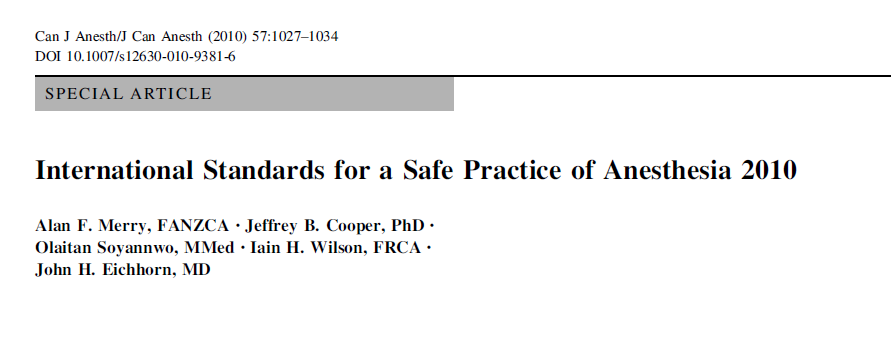 Can J Anesth/J Can Anesth (2010) 57:1027–1034
DOI 10.1007/s12630-010-9381-6
SPECIAL ARTICLE
International Standards for a Safe Practice of Anesthesia 2010
Alan F. Merry, FANZCA · Jeffrey B. Cooper, PhD ·
Olaitan Soyannwo, MMed · Iain H. Wilson, FRCA ·
John H. Eichhorn, MD